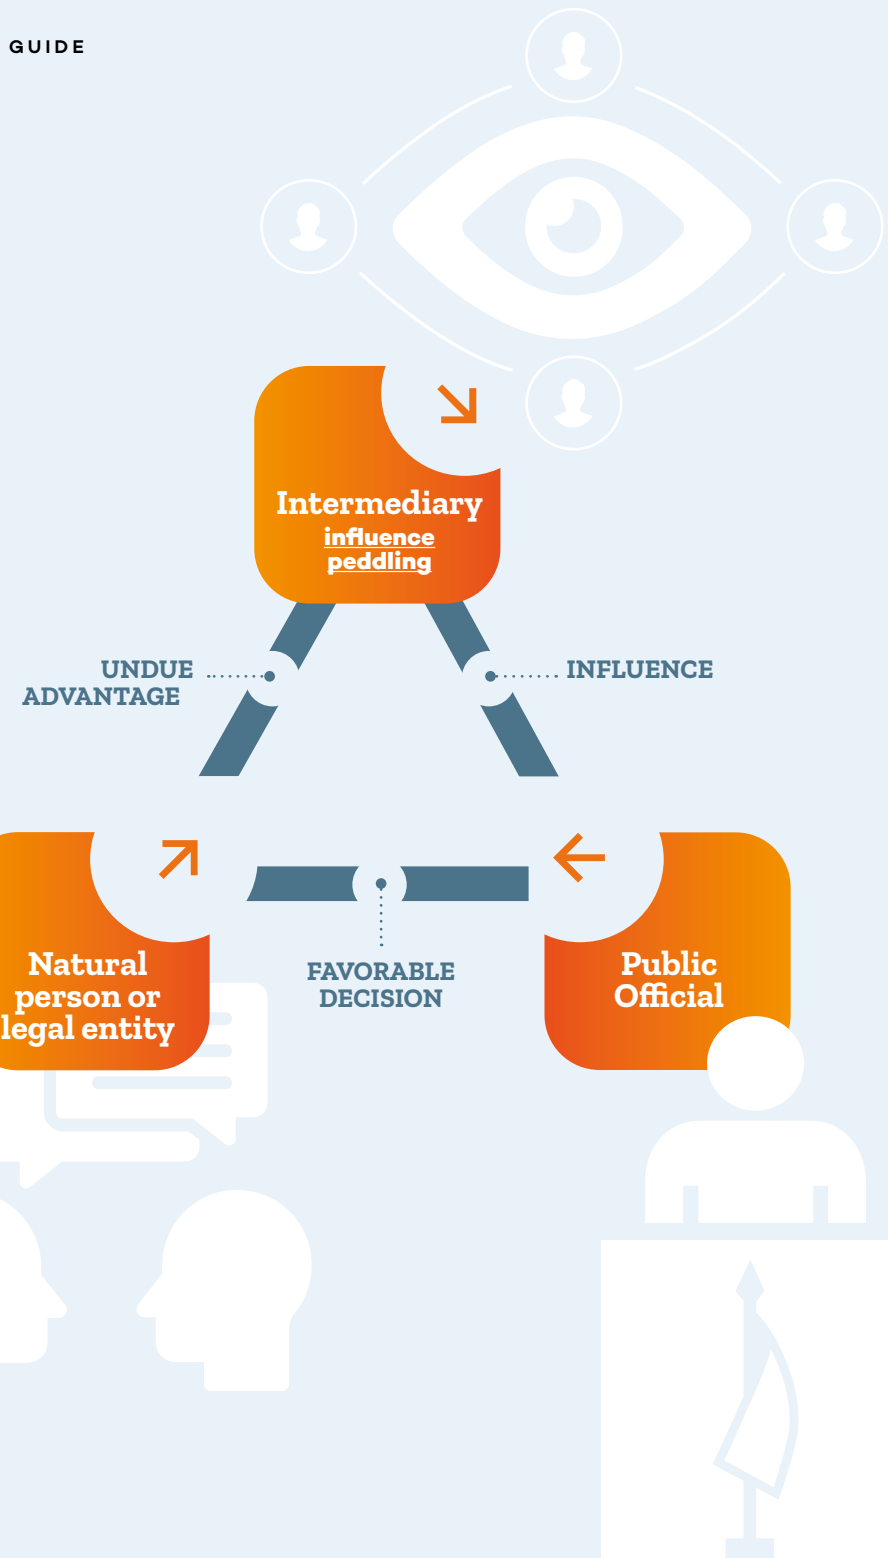 GUIDE
Intermediary
influence
peddling
UNDUE
ADVANTAGE
INFLUENCE
Natural
person or
legal entity
FAVORABLE
DECISION
Public
Official